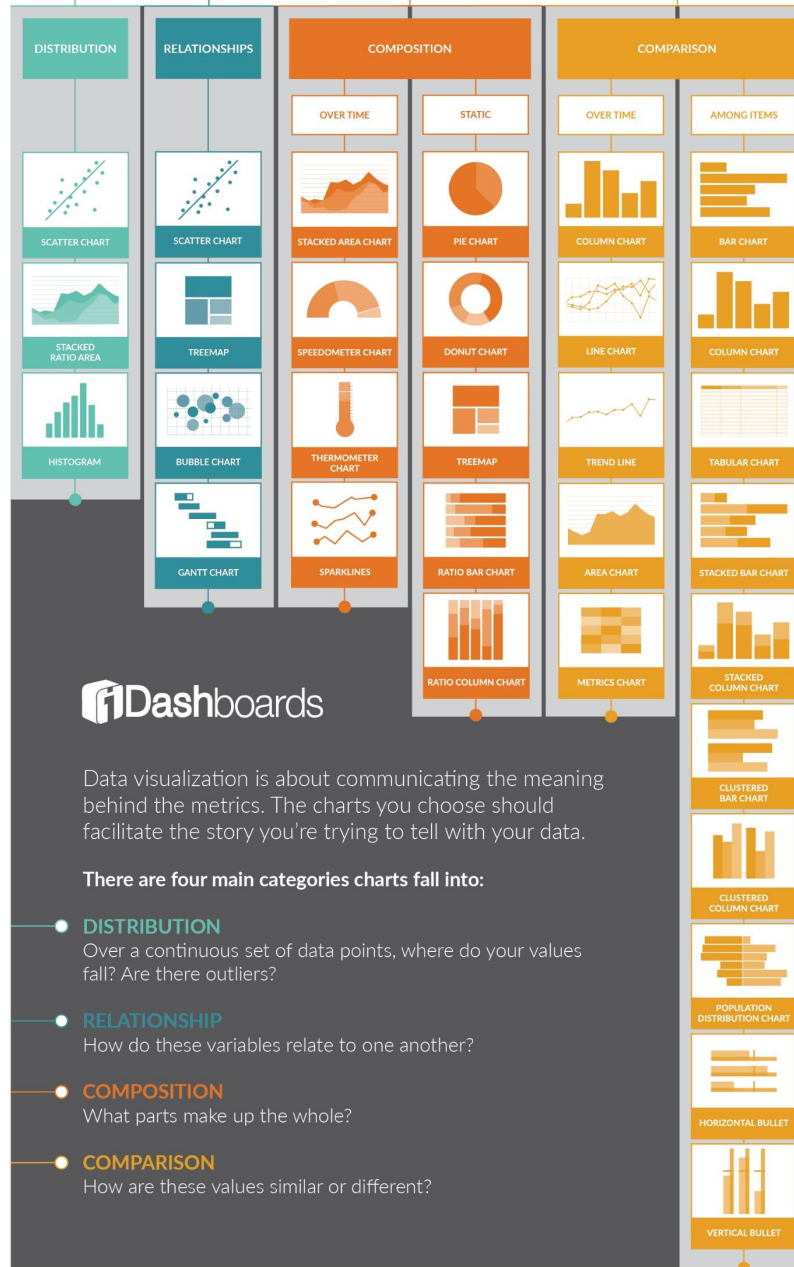 DISTRIBUTION
RELATIONSHIPS
COMPOSITION
COMPARISON
OVER TIME
STATIC
OVER TIME
AMONG ITEMS
SCATTER CHART
SCATTER CHART
STACKED AREA CHART
PIE CHART
COLUMN CHART
BAR CHART
STACKED
RATIO AREA
TREEMAP
SPEEDOMETER CHART
DONUT CHART
LINE CHART
COLUMN CHART
HISTOGRAM
BUBBLE CHART
THERMOMETER
CHART
TREEMAP
TREND LINE
TABULAR CHART
GANTT CHART
SPARKLINES
RATIO BAR CHART
AREA CHART
STACKED BAR CHART
RATIO COLUMN CHART
METRICS CHART
STACKED
COLUMN CHART
iDashboards
CLUSTERED
BAR CHART
Data visualization is about communicating the meaning
behind the metrics. The charts you choose should
facilitate the story you're trying to tell with your data.
There are four main categories charts fall into:
CLUSTERED
COLUMN CHART
DISTRIBUTION
Over a continuous set of data points, where do your values
fall? Are there outliers?
POPULATION
DISTRIBUTION CHART
RELATIONSHIP
How do these variables relate to one another?
COMPOSITION
What parts make up the whole?
HORIZONTAL BULLET
COMPARISON
How are these values similar or different?
VERTICAL BULLET